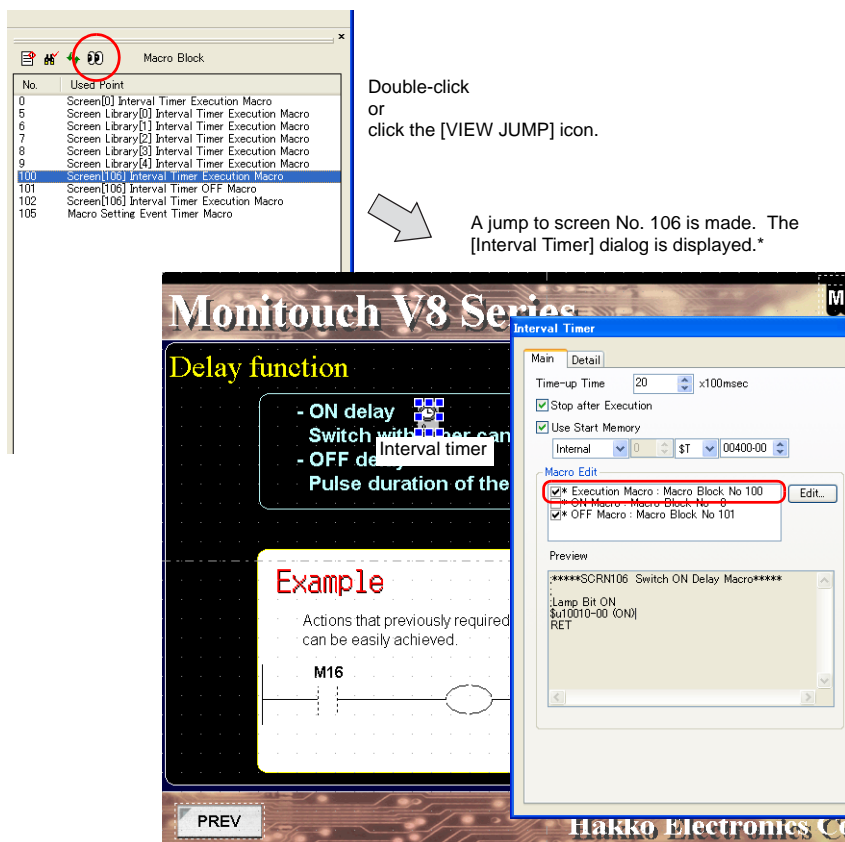 ×
Macro Block
No. Used Point
0 Screen[0] Interval Timer Execution Macro
5 Screen Library[0] Interval Timer Execution Macro
6 Screen Library[1] Interval Timer Execution Macro
7 Screen Library[2] Interval Timer Execution Macro
8 Screen Library[3] Interval Timer Execution Macro
9 Screen Library[4] Interval Timer Execution Macro
100 Screen[106] Interval Timer Execution Macro
101 Screen[106] Interval Timer OFF Macro
102 Screen[106] Interval Timer Execution Macro
105 Macro Setting Event Timer Macro
Double-click
or
click the [VIEW JUMP] icon.
A jump to screen No. 106 is made. The
[Interval Timer] dialog is displayed.*
Monitouch V8 Series
M
Delay function
- ON delay
Switch with timer can
- OFF delay
Pulse duration of the
Interval timer
Example
Actions that previously required
can be easily achieved.
M16
PREV
Hakko Electronics Co
Interval Timer
Main Detail
Time-up Time 20 x100msec
Stop after Execution
Use Start Memory
Internal 0 $T 00400-00
Macro Edit
* Execution Macro : Macro Block No 100
* ON Macro : Macro Block No
* OFF Macro : Macro Block No 101
Edit...
Preview
;*****SCRN106 Switch ON Delay Macro*****
;
;Lamp Bit ON
$u10010-00 (ON)
RET